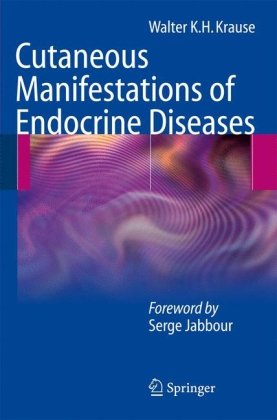 Walter K.H. Krause
Cutaneous
Manifestations of
Endocrine Diseases
Foreword by
Serge Jabbour
Springer